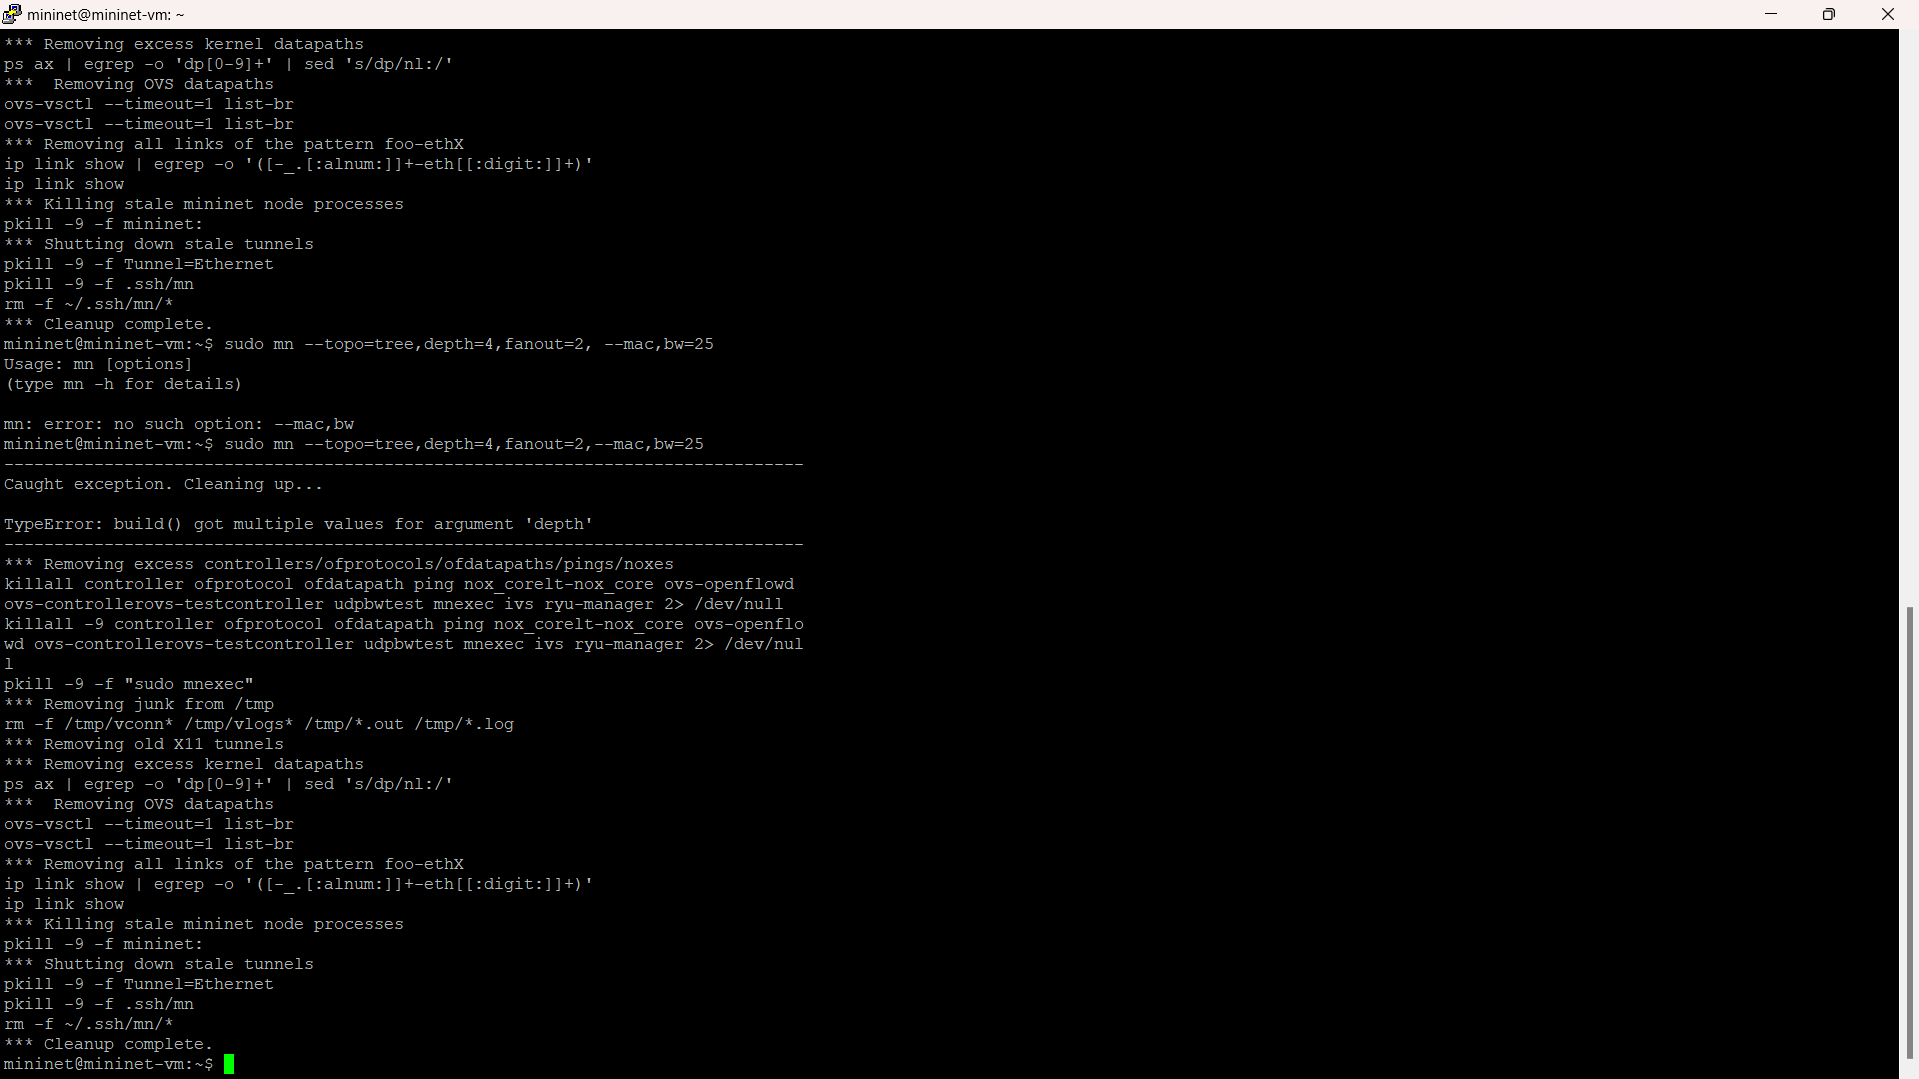 mininet@mininet-vm: ~
*** Removing excess kernel datapaths
ps ax | egrep -o 'dp[0-9]+' | sed 's/dp/nl:/'
***  Removing OVS datapaths
ovs-vsctl --timeout=1 list-br
ovs-vsctl --timeout=1 list-br
*** Removing all links of the pattern foo-ethX
ip link show | egrep -o '([-_.[:alnum:]]+-eth[[:digit:]]+)'
ip link show
*** Killing stale mininet node processes
pkill -9 -f mininet:
*** Shutting down stale tunnels
pkill -9 -f Tunnel=Ethernet
pkill -9 -f .ssh/mn
rm -f ~/.ssh/mn/*
*** Cleanup complete.
mininet@mininet-vm:~$ sudo mn --topo=tree,depth=4,fanout=2, --mac,bw=25
Usage: mn [options]
(type mn -h for details)

mn: error: no such option: --mac,bw
mininet@mininet-vm:~$ sudo mn --topo=tree,depth=4,fanout=2,--mac,bw=25
--------------------------------------------------------------------------------
Caught exception. Cleaning up...

TypeError: build() got multiple values for argument 'depth'
--------------------------------------------------------------------------------
*** Removing excess controllers/ofprotocols/ofdatapaths/pings/noxes
killall controller ofprotocol ofdatapath ping nox_corelt-nox_core ovs-openflowd
ovs-controllerovs-testcontroller udpbwtest mnexec ivs ryu-manager 2> /dev/null
killall -9 controller ofprotocol ofdatapath ping nox_corelt-nox_core ovs-openflo
wd ovs-controllerovs-testcontroller udpbwtest mnexec ivs ryu-manager 2> /dev/nul
l
pkill -9 -f "sudo mnexec"
*** Removing junk from /tmp
rm -f /tmp/vconn* /tmp/vlogs* /tmp/*.out /tmp/*.log
*** Removing old X11 tunnels
*** Removing excess kernel datapaths
ps ax | egrep -o 'dp[0-9]+' | sed 's/dp/nl:/'
***  Removing OVS datapaths
ovs-vsctl --timeout=1 list-br
ovs-vsctl --timeout=1 list-br
*** Removing all links of the pattern foo-ethX
ip link show | egrep -o '([-_.[:alnum:]]+-eth[[:digit:]]+)'
ip link show
*** Killing stale mininet node processes
pkill -9 -f mininet:
*** Shutting down stale tunnels
pkill -9 -f Tunnel=Ethernet
pkill -9 -f .ssh/mn
rm -f ~/.ssh/mn/*
*** Cleanup complete.
mininet@mininet-vm:~$